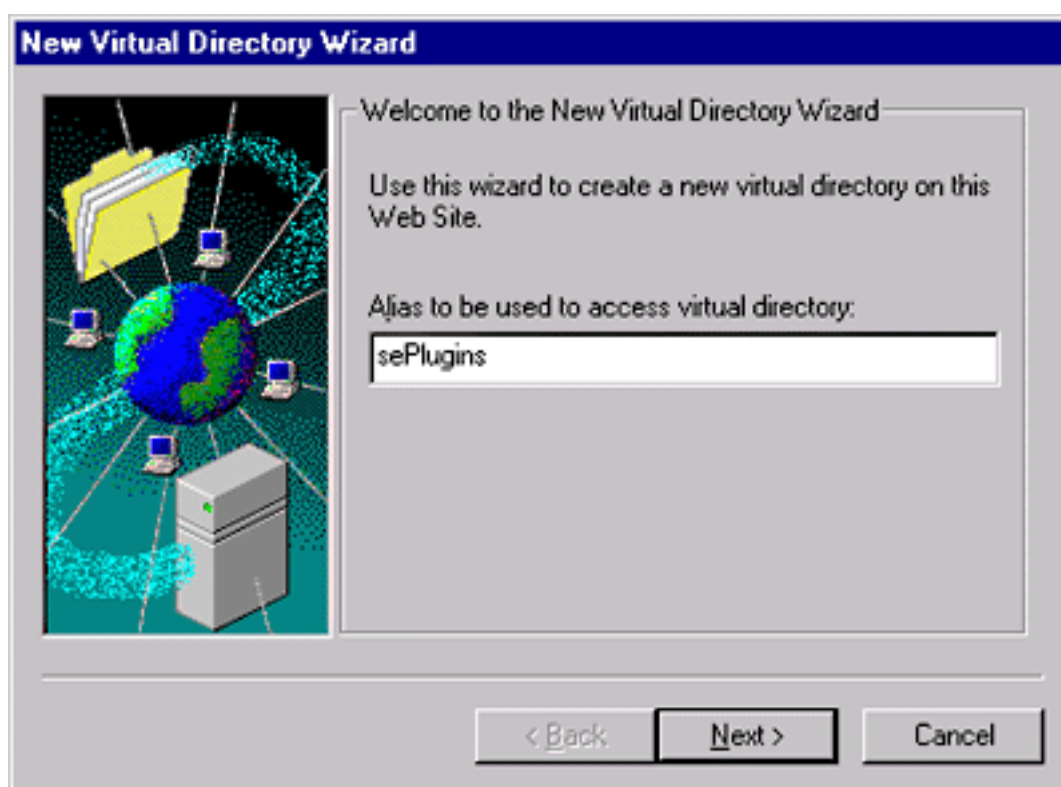 New Virtual Directory Wizard
Welcome to the New Virtual Directory Wizard
Use this wizard to create a new virtual directory on this
Web Site.
Alias to be used to access virtual directory:
sePlugins
< Back
Next >
Cancel